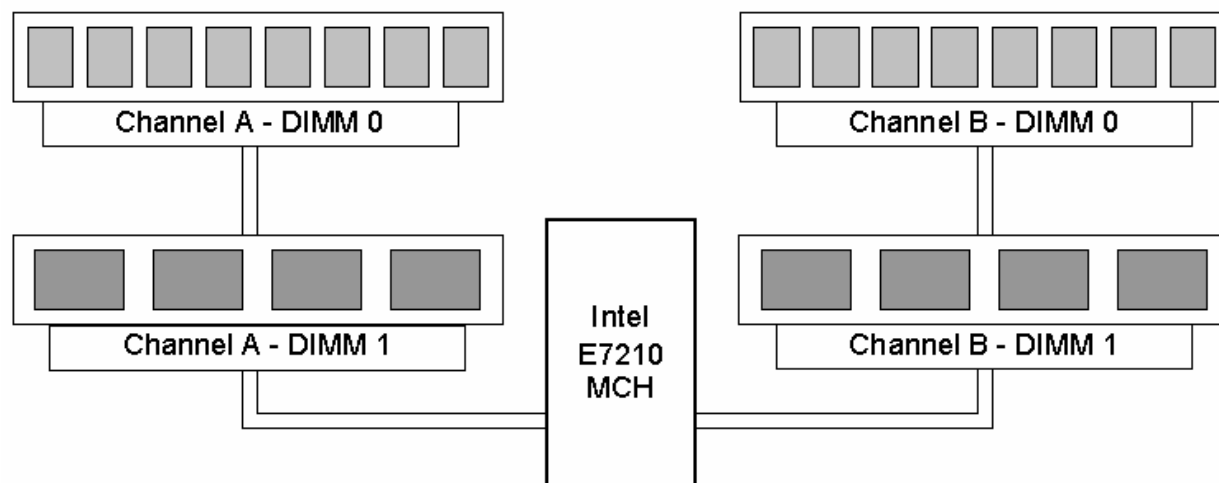 Channel A - DIMM 0
Channel B - DIMM 0
Channel A - DIMM 1
Channel B - DIMM 1
Intel
E7210
MCH